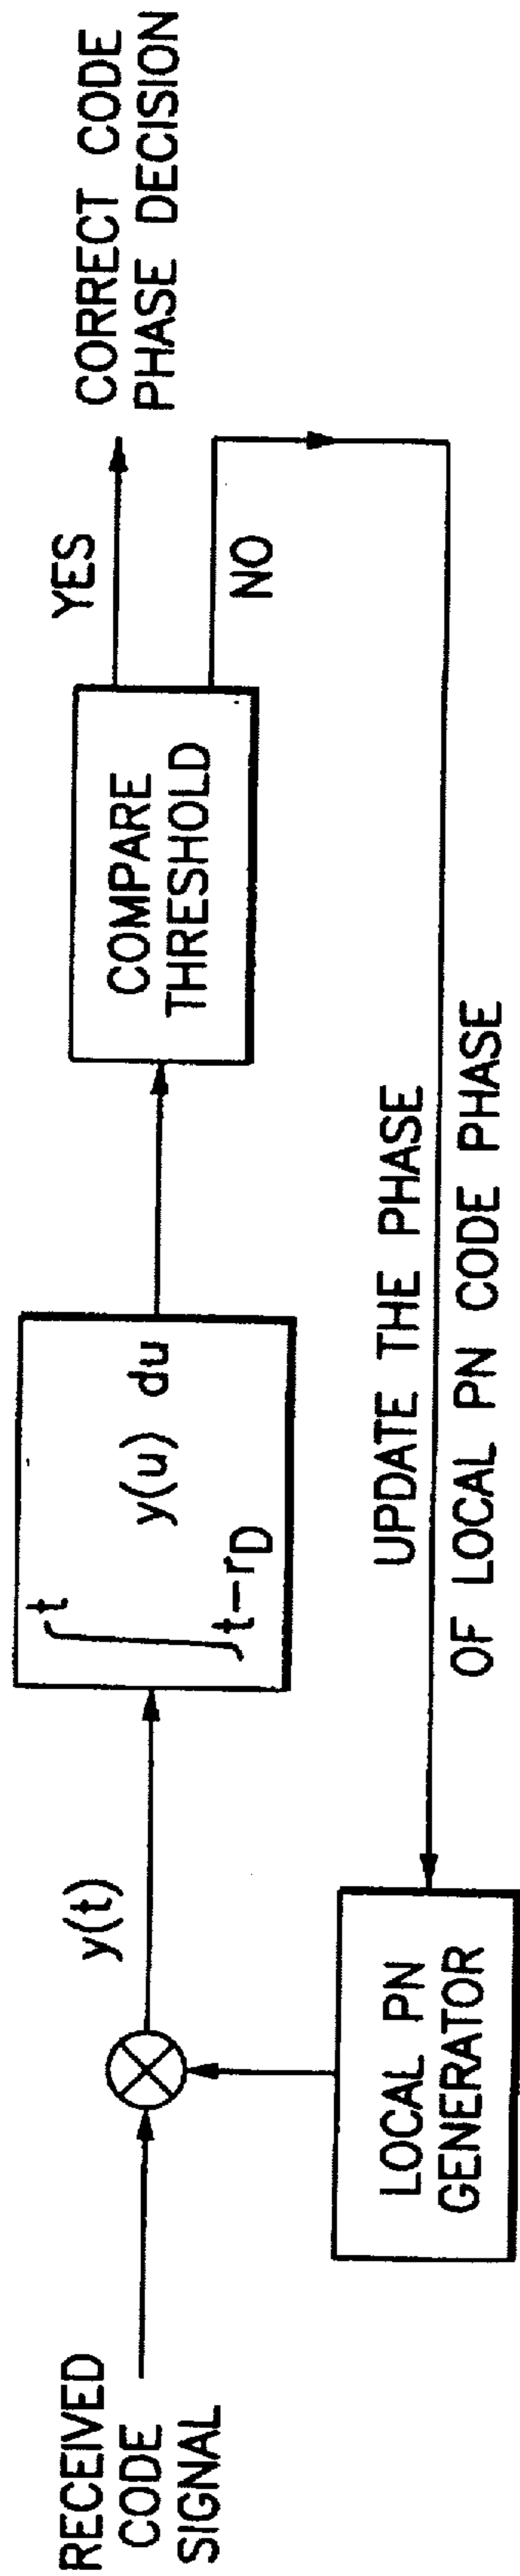 RECEIVED
CODE
SIGNAL
y(t)
∫ t
t-rD
y(u) du
COMPARE
THRESHOLD
YES
NO
CORRECT CODE
PHASE DECISION
UPDATE THE PHASE
OF LOCAL PN CODE PHASE
LOCAL PN
GENERATOR